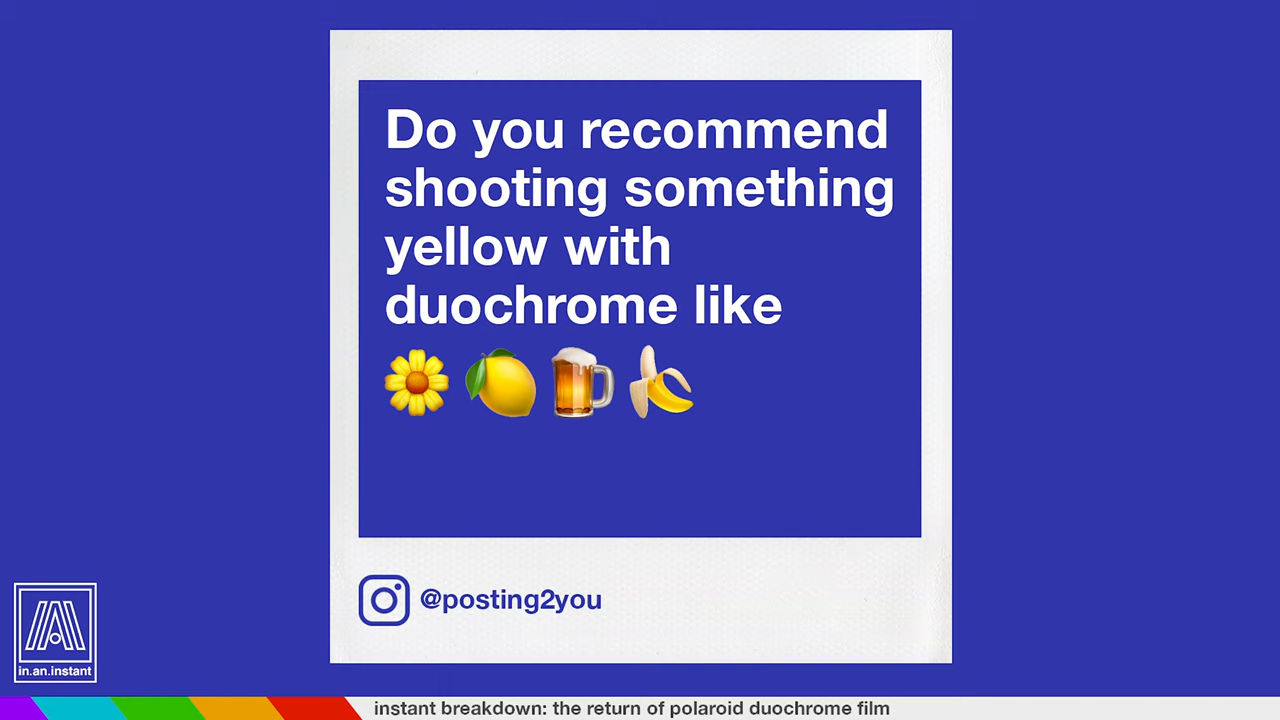 Do you recommend
shooting something
yellow with
duochrome like
🌼 🍋 🍺 🍌
@posting2you
in.an.instant
instant breakdown: the return of polaroid duochrome film